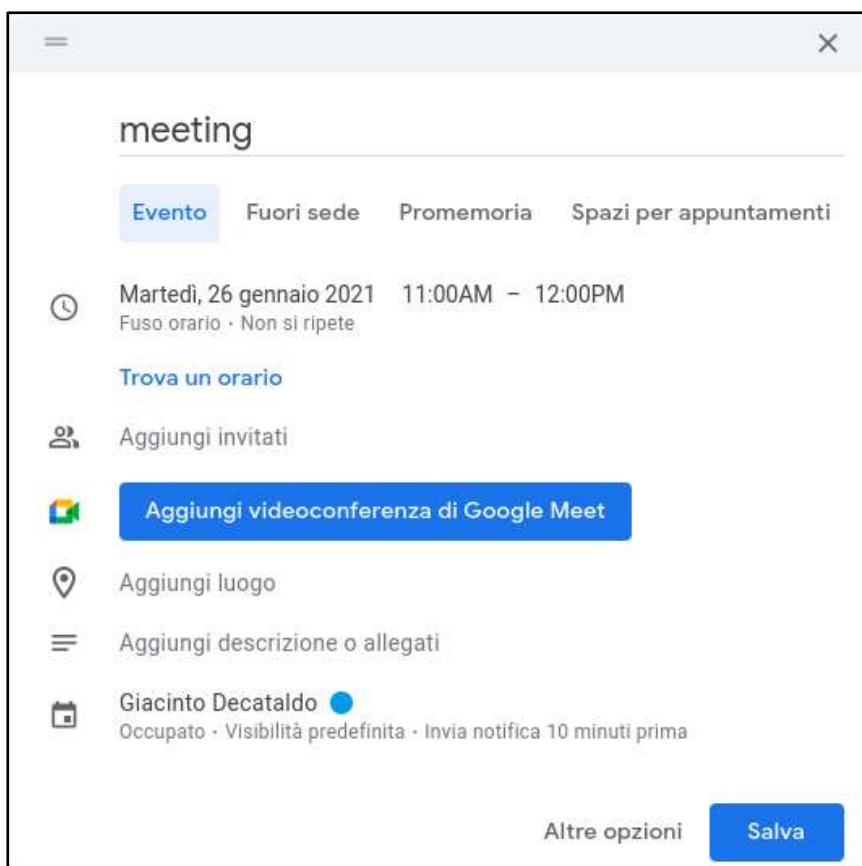 meeting
Evento Fuori sede Promemoria Spazi per appuntamenti
Martedì, 26 gennaio 2021 11:00AM – 12:00PM
Fuso orario · Non si ripete
Trova un orario
Aggiungi invitati
Aggiungi videoconferenza di Google Meet
Aggiungi luogo
Aggiungi descrizione o allegati
Giacinto Decataldo
Occupato · Visibilità predefinita · Invia notifica 10 minuti prima
Altre opzioni Salva